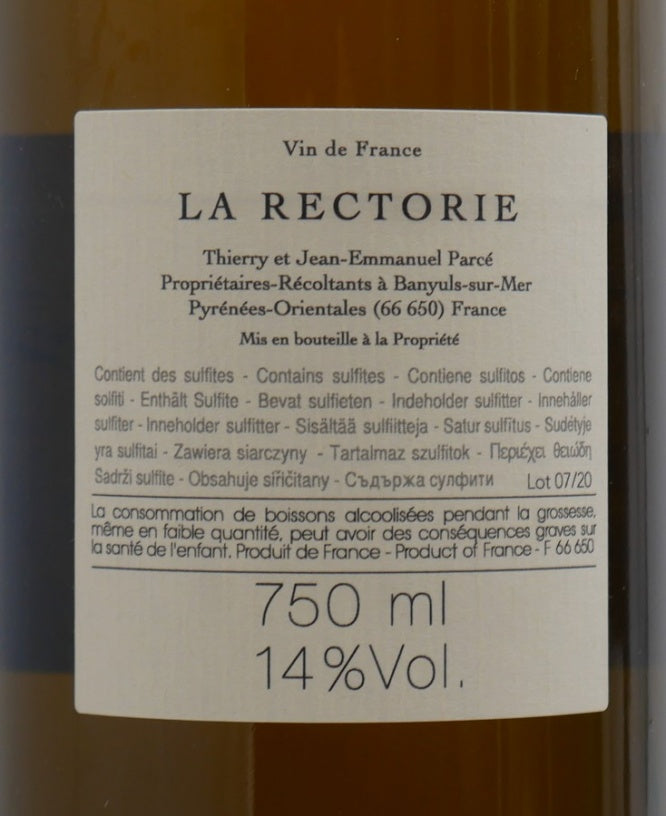 Vin de France
LA RECTORIE
Thierry et Jean-Emmanuel Parcé
Propriétaires-Récoltants à Banyuls-sur-Mer
Pyrénées-Orientales (66 650) France
Mis en bouteille à la Propriété
Contient des sulfites - Contains sulfites - Contiene sulfitos - Contiene
solfiti - Enthält Sulfite - Bevat sulfieten - Indeholder sulfitter - Innehåller
sulfiter - Inneholder sulfitter - Sisältää sulfiitteja - Satur sulfitus - Sudėtyje
yra sulfitai - Zawiera siarczyny - Tartalmaz szulfitok - Περιέχει θειώδη
Sadrži sulfite - Obsahuje siřičitany - Съдържа сулфити Lot 07/20
La consommation de boissons alcoolisées pendant la grossesse,
même en faible quantité, peut avoir des conséquences graves sur
la santé de l'enfant. Produit de France - Product of France - F 66 650
750 ml
14%Vol.